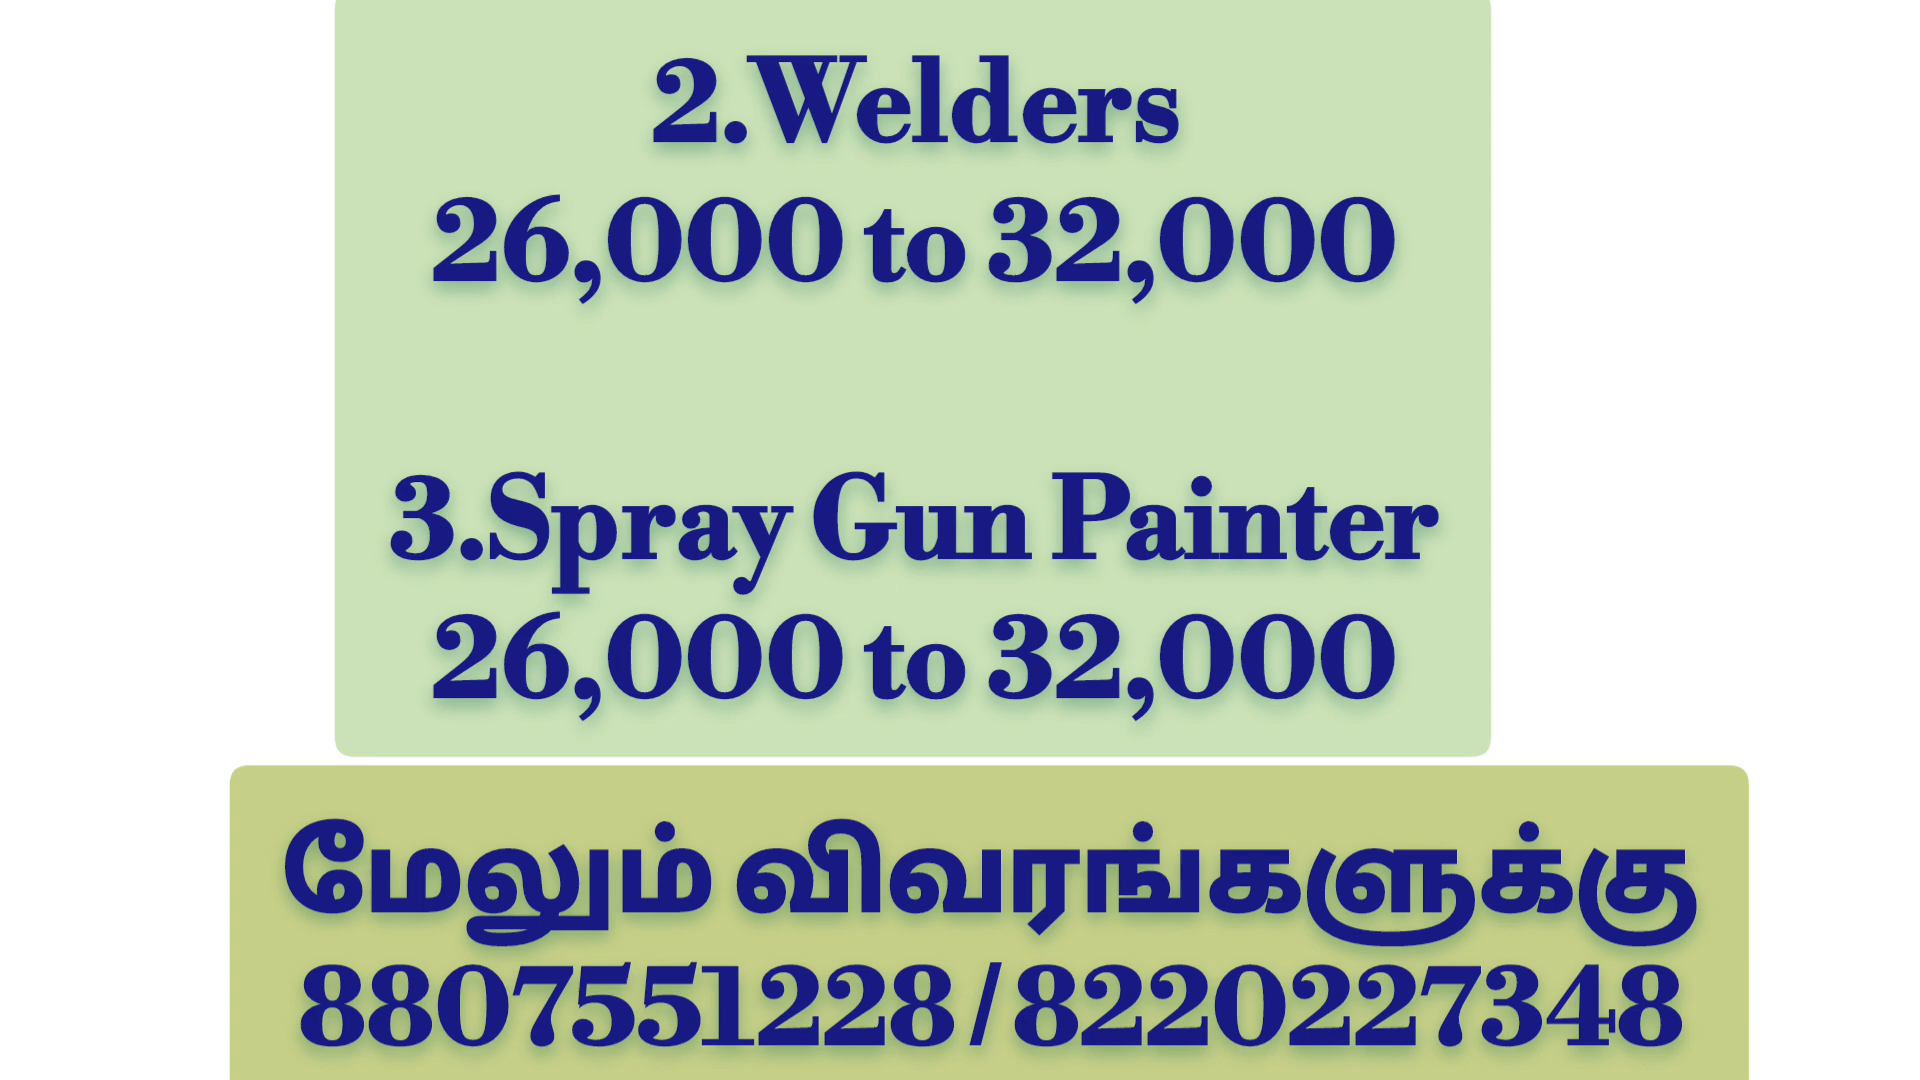 2.Welders
26,000 to 32,000
3.Spray Gun Painter
26,000 to 32,000
மேலும் விவரங்களுக்கு
8807551228 / 8220227348